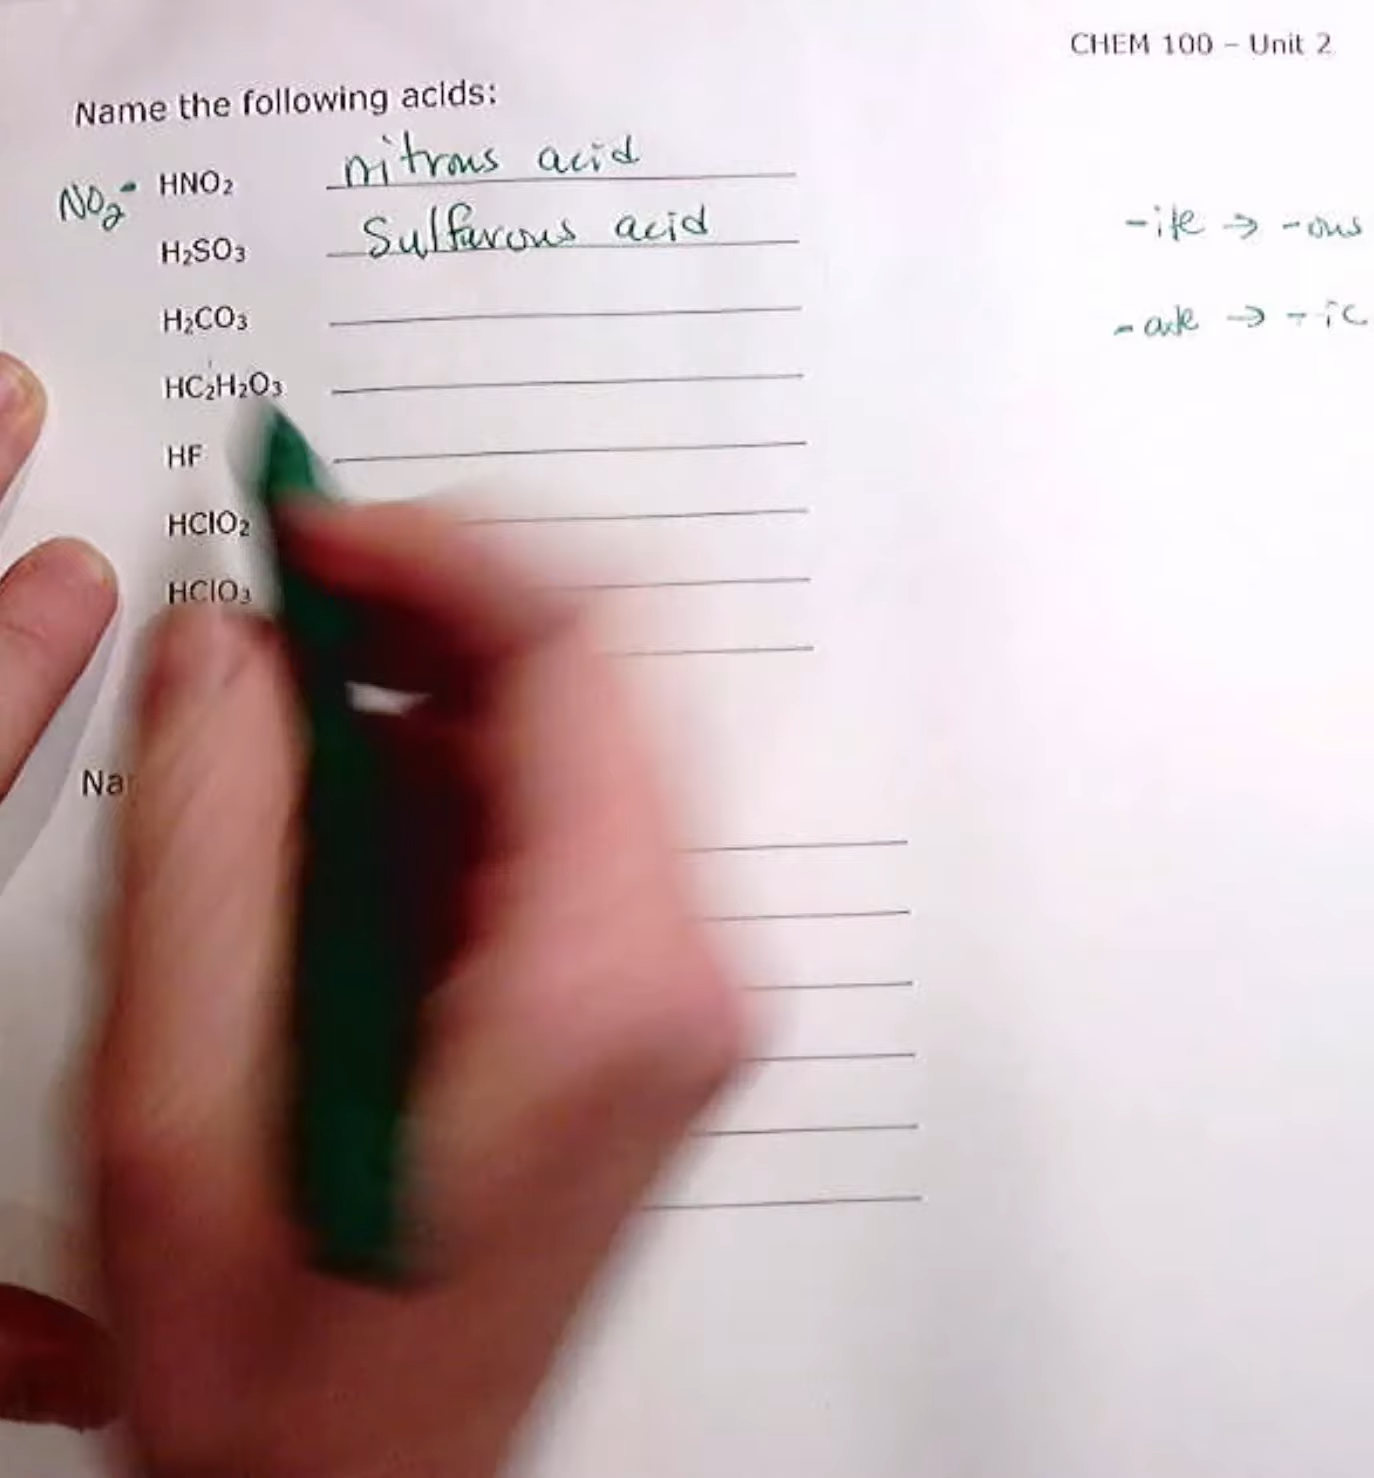 CHEM 100 – Unit 2
Name the following acids:
NO₂⁻ HNO₂ nitrous acid
H₂SO₃ Sulfurous acid
-ite → -ous
H₂CO₃
-ate → -ic
HC₂H₂O₃
HF
HClO₂
HClO₃